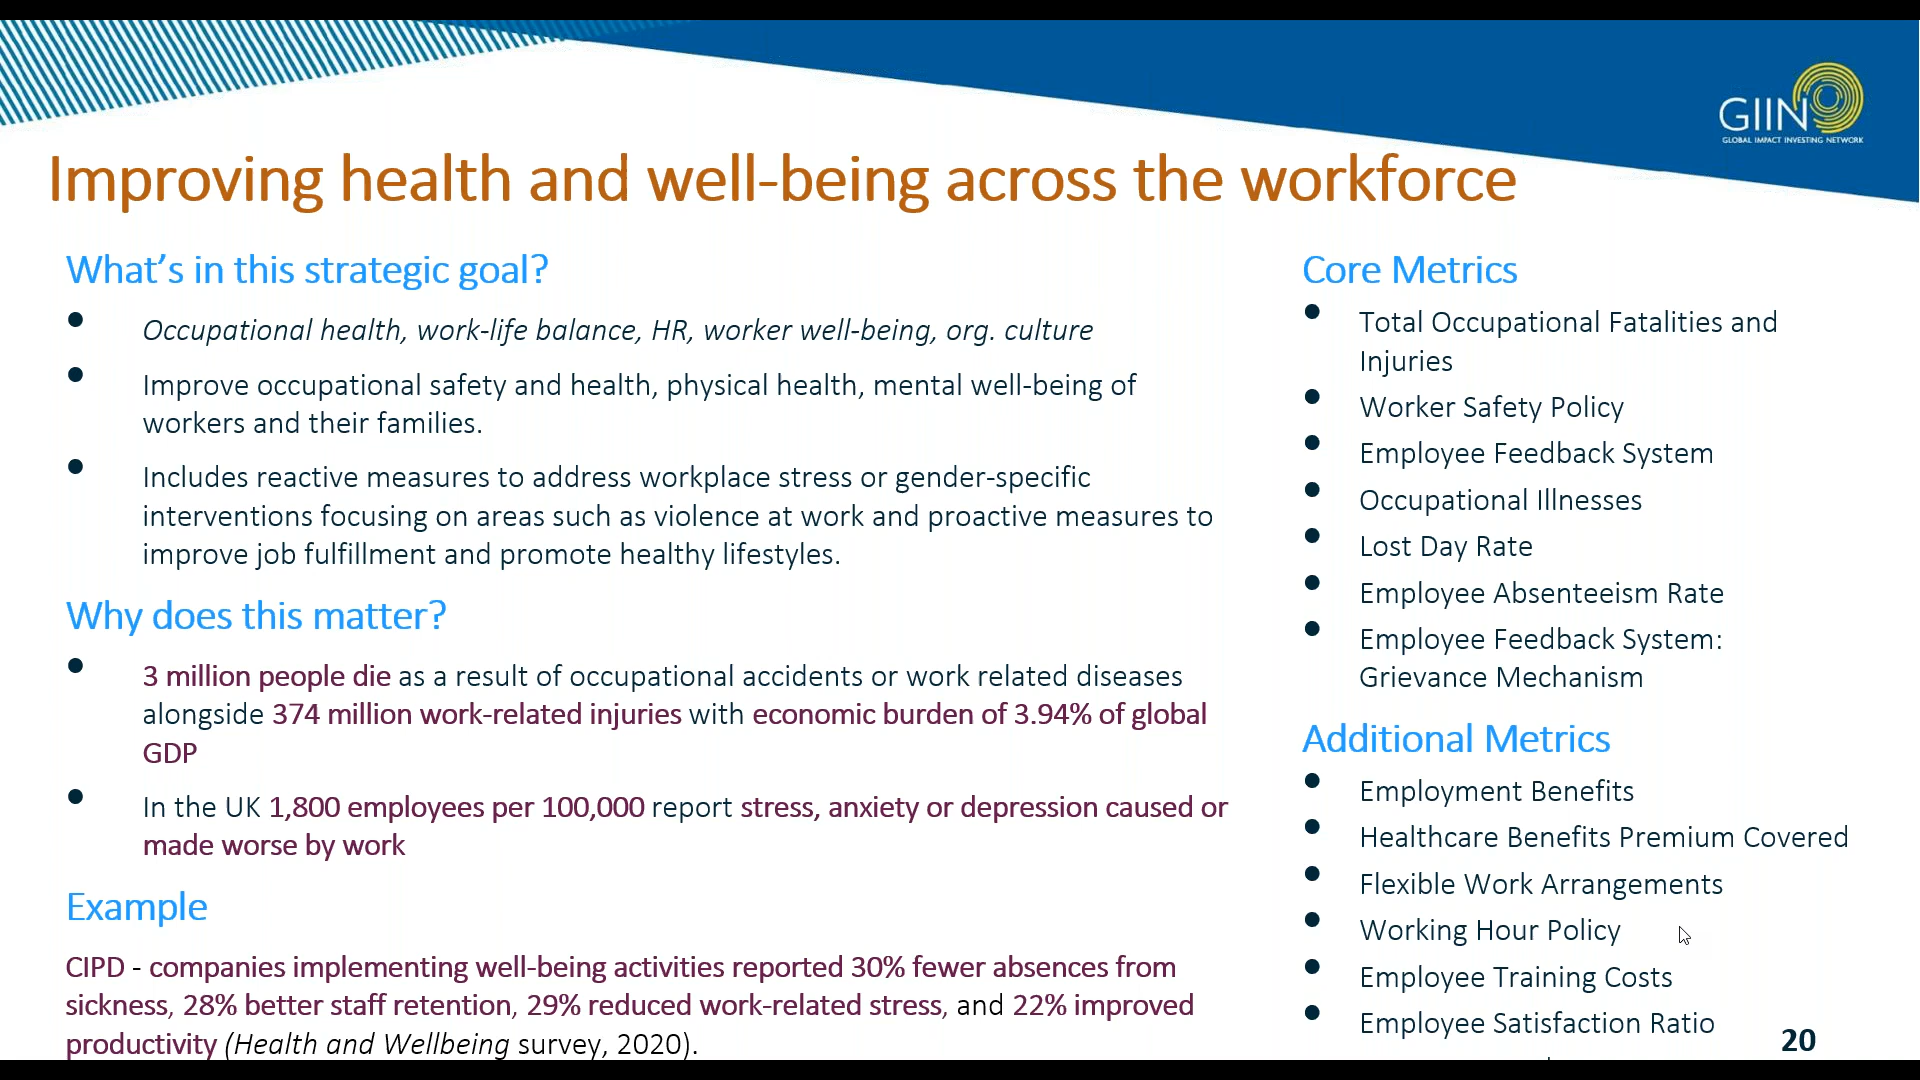 GIIN
GLOBAL IMPACT INVESTING NETWORK
Improving health and well-being across the workforce
What's in this strategic goal?
Occupational health, work-life balance, HR, worker well-being, org. culture
Improve occupational safety and health, physical health, mental well-being of
workers and their families.
Includes reactive measures to address workplace stress or gender-specific
interventions focusing on areas such as violence at work and proactive measures to
improve job fulfillment and promote healthy lifestyles.
Why does this matter?
3 million people die as a result of occupational accidents or work related diseases
alongside 374 million work-related injuries with economic burden of 3.94% of global
GDP
In the UK 1,800 employees per 100,000 report stress, anxiety or depression caused or
made worse by work
Example
CIPD - companies implementing well-being activities reported 30% fewer absences from
sickness, 28% better staff retention, 29% reduced work-related stress, and 22% improved
productivity (Health and Wellbeing survey, 2020).
Core Metrics
Total Occupational Fatalities and
Injuries
Worker Safety Policy
Employee Feedback System
Occupational Illnesses
Lost Day Rate
Employee Absenteeism Rate
Employee Feedback System:
Grievance Mechanism
Additional Metrics
Employment Benefits
Healthcare Benefits Premium Covered
Flexible Work Arrangements
Working Hour Policy
Employee Training Costs
Employee Satisfaction Ratio
20